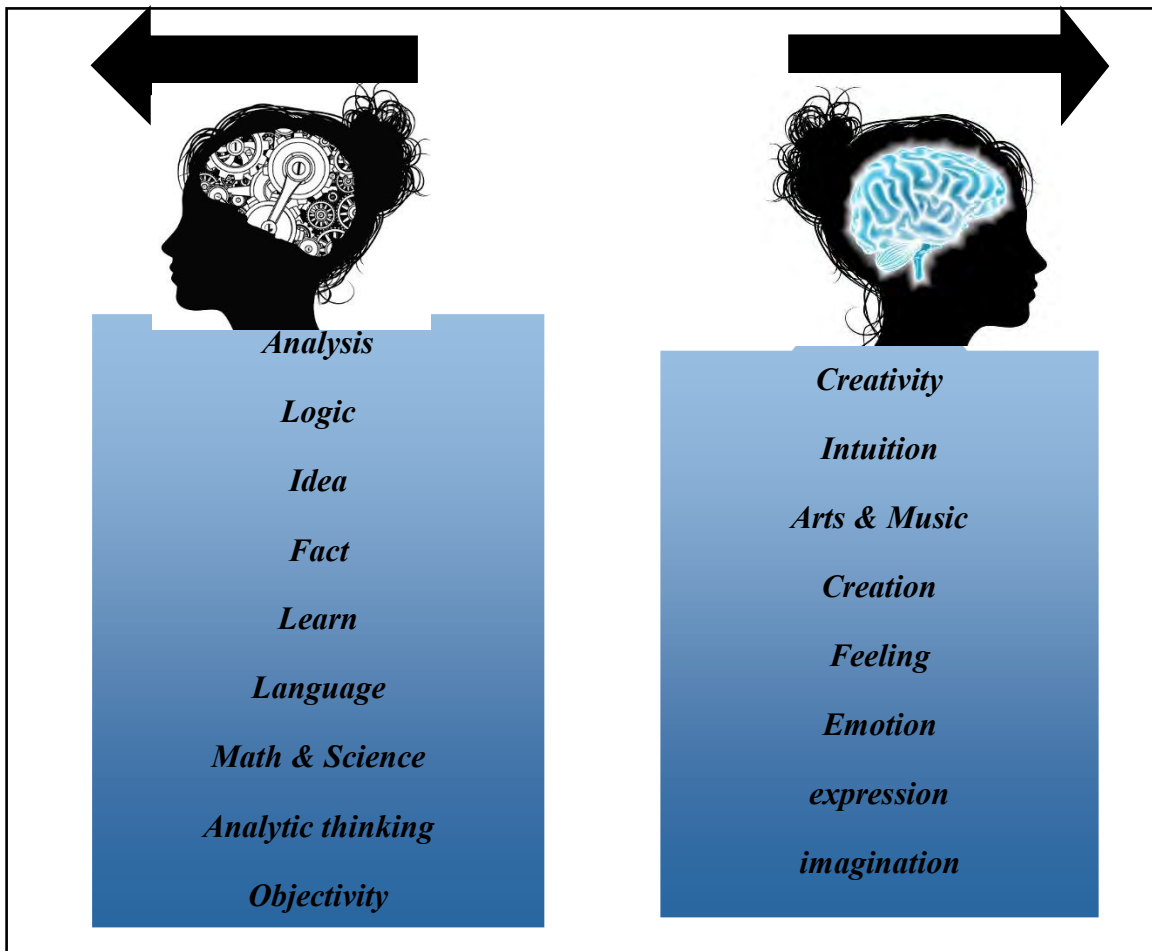 Analysis
Logic
Idea
Fact
Learn
Language
Math & Science
Analytic thinking
Objectivity
Creativity
Intuition
Arts & Music
Creation
Feeling
Emotion
expression
imagination